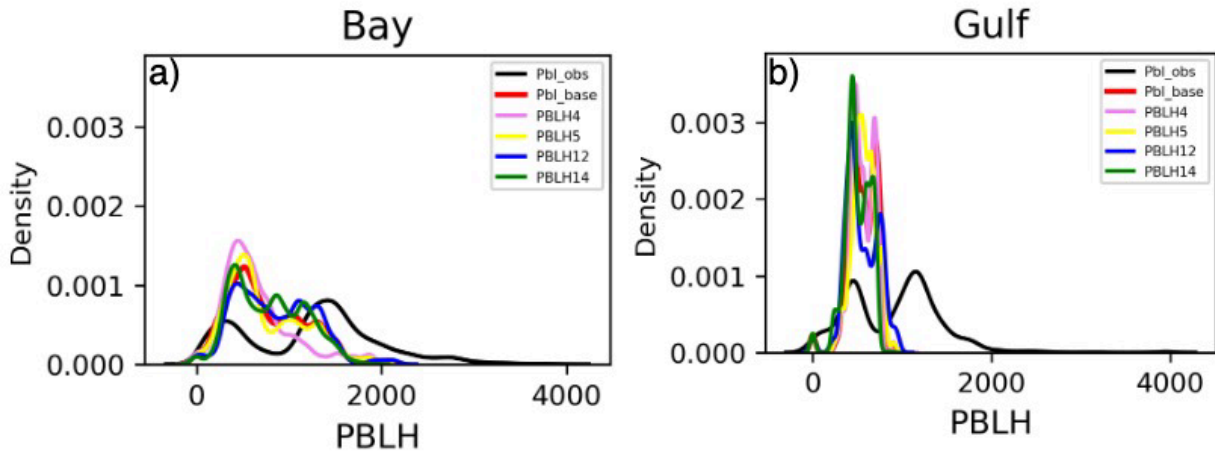 Bay
a)
Pbl_obs
Pbl_base
PBLH4
PBLH5
PBLH12
PBLH14
0.003
0.002
0.001
0.000
Density
0 2000 4000
PBLH
Gulf
b)
Pbl_obs
Pbl_base
PBLH4
PBLH5
PBLH12
PBLH14
0.003
0.002
0.001
0.000
Density
0 2000 4000
PBLH